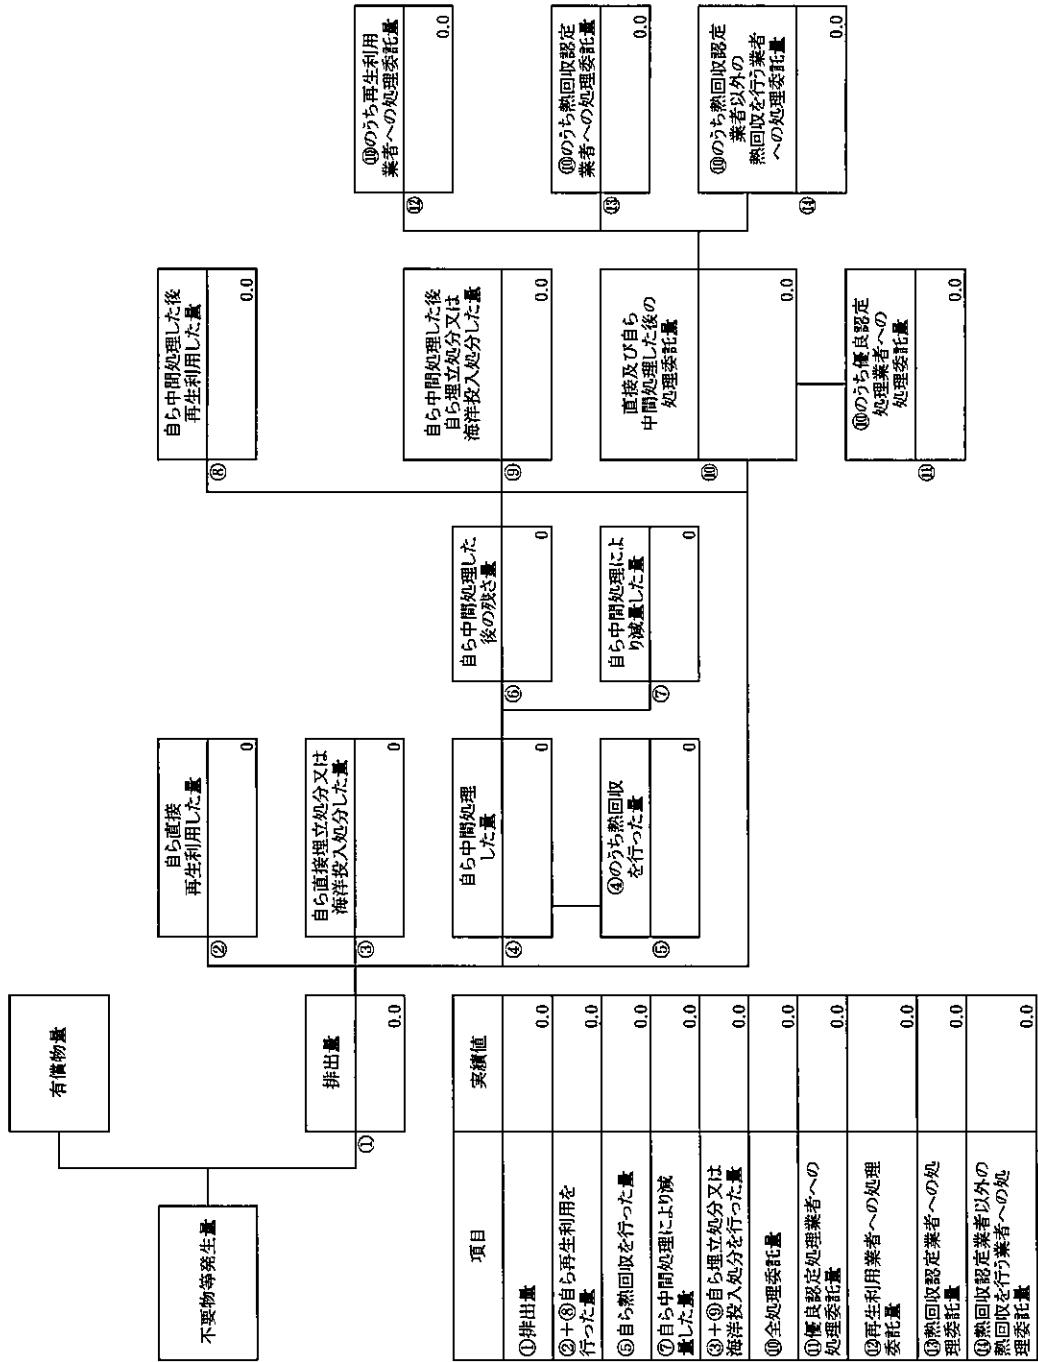 不要物等発生量
有償物量
①
排出量
0.0
②
自ら直接
再生利用した量
0
③
自ら直接埋立処分又は
海洋投入処分した量
0
④
自ら中間処理
した量
0
⑤
④のうち熱回収
を行った量
0
⑥
自ら中間処理した
後の残さ量
0
⑦
自ら中間処理によ
り減量した量
0
⑧
自ら中間処理した後
再生利用した量
0.0
⑨
自ら中間処理した後
自ら埋立処分又は
海洋投入処分した量
0.0
⑩
直接及び自ら
中間処理した後の
処理委託量
0.0
⑪
⑩のうち優良認定
処理業者への
処理委託量
0.0
⑫
⑩のうち再生利用
業者への処理委託量
0.0
⑬
⑩のうち熱回収認定
業者への処理委託量
0.0
⑭
⑩のうち熱回収認定
業者以外の
熱回収を行う業者
への処理委託量
0.0
項目 実績値
①排出量 0.0
②+⑧自ら再生利用を
行った量 0.0
⑤自ら熱回収を行った量 0.0
⑦自ら中間処理により減
量した量 0.0
③+⑨自ら埋立処分又は
海洋投入処分を行った量 0.0
⑩全処理委託量 0.0
⑪優良認定処理業者への
処理委託量 0.0
⑫再生利用業者への処理
委託量 0.0
⑬熱回収認定業者への処
理委託量 0.0
⑭熱回収認定業者以外の
熱回収を行う業者への処
理委託量 0.0